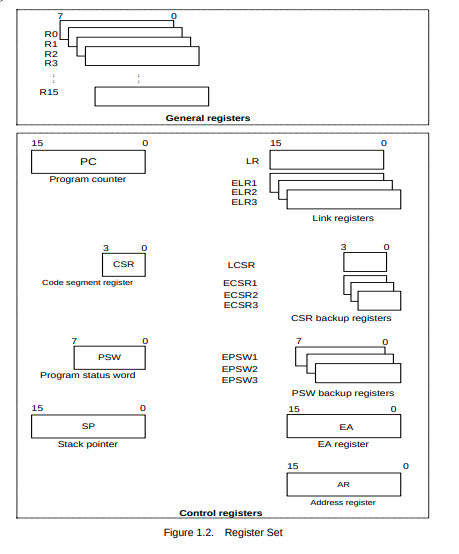 7 0
R0
R1
R2
R3
:
:
:
:
R15
General registers
15 0
PC
Program counter
15 0
LR
ELR1
ELR2
ELR3
Link registers
3 0
CSR
Code segment register
3 0
LCSR
ECSR1
ECSR2
ECSR3
CSR backup registers
7 0
PSW
Program status word
7 0
EPSW1
EPSW2
EPSW3
PSW backup registers
15 0
SP
Stack pointer
15 0
EA
EA register
15 0
AR
Address register
Control registers
Figure 1.2. Register Set